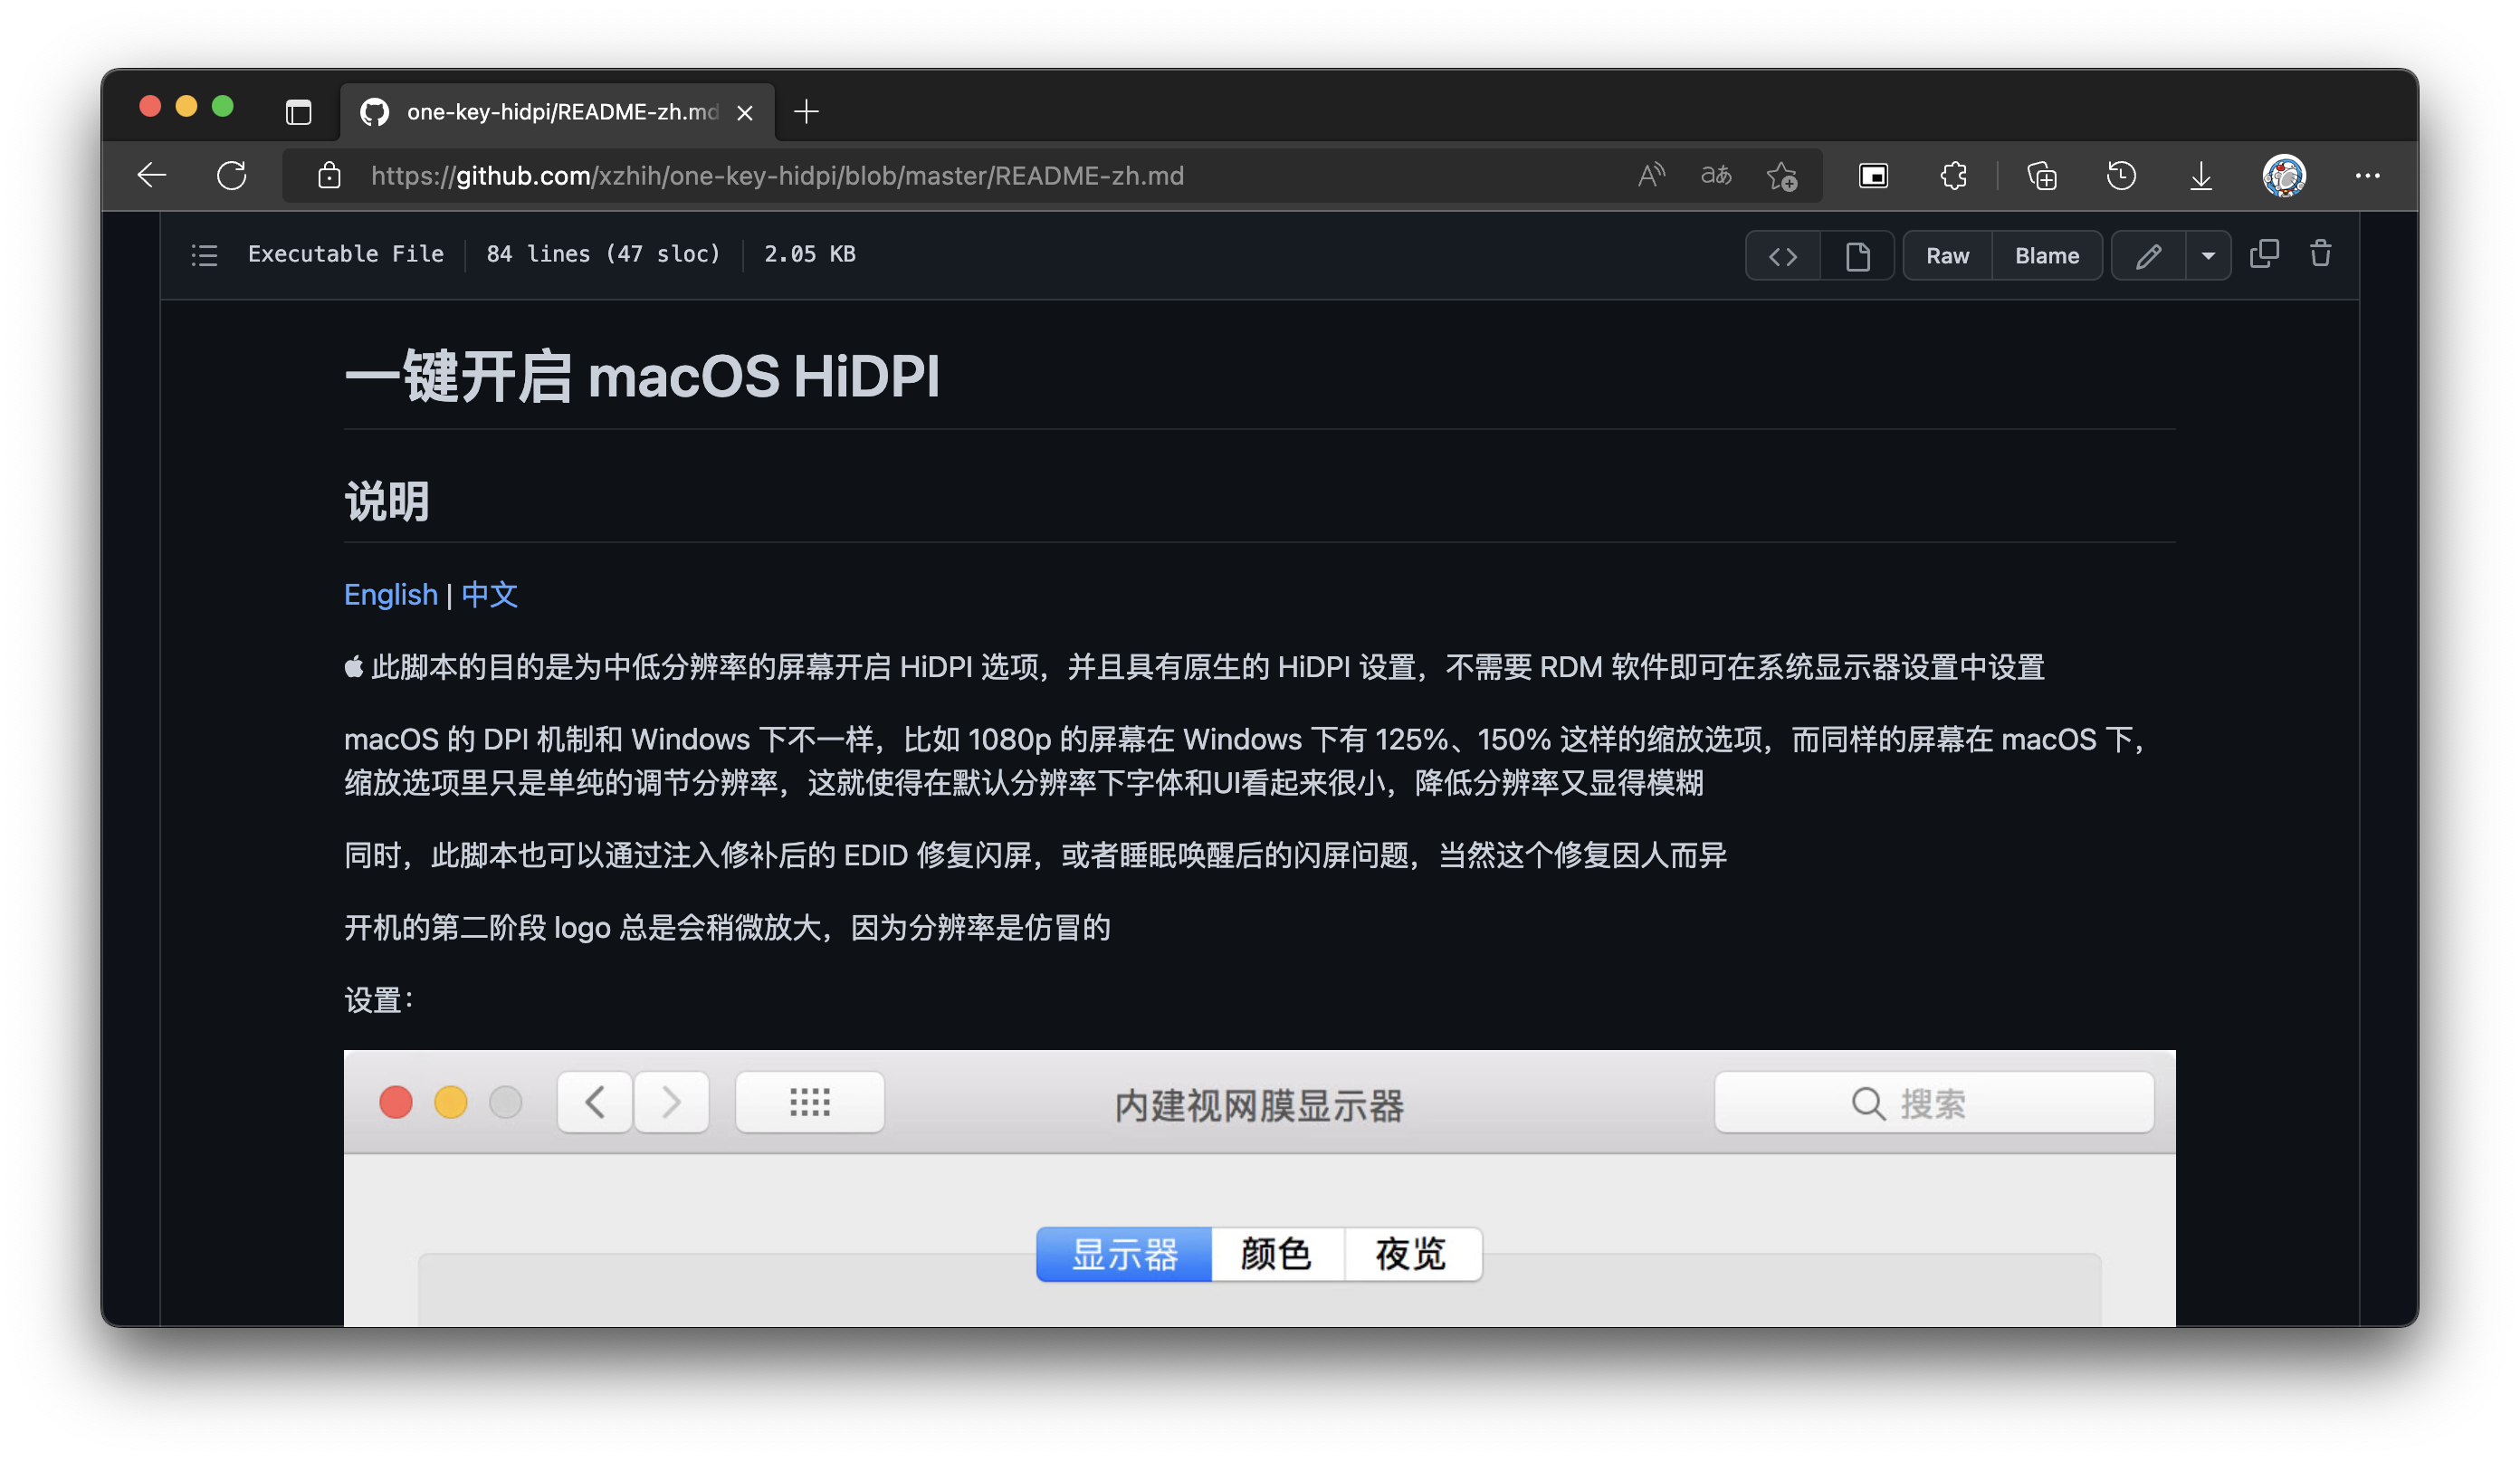 one-key-hidpi/README-zh.md
https://github.com/xzhih/one-key-hidpi/blob/master/README-zh.md
Executable File 84 lines (47 sloc) 2.05 KB Raw Blame
一键开启 macOS HiDPI
说明
English | 中文
此脚本的目的是为中低分辨率的屏幕开启 HiDPI 选项，并且具有原生的 HiDPI 设置，不需要 RDM 软件即可在系统显示器设置中设置
macOS 的 DPI 机制和 Windows 下不一样，比如 1080p 的屏幕在 Windows 下有 125%、150% 这样的缩放选项，而同样的屏幕在 macOS 下，
缩放选项里只是单纯的调节分辨率，这就使得在默认分辨率下字体和UI看起来很小，降低分辨率又显得模糊
同时，此脚本也可以通过注入修补后的 EDID 修复闪屏，或者睡眠唤醒后的闪屏问题，当然这个修复因人而异
开机的第二阶段 logo 总是会稍微放大，因为分辨率是仿冒的
设置：
内建视网膜显示器 搜索
显示器 颜色 夜览